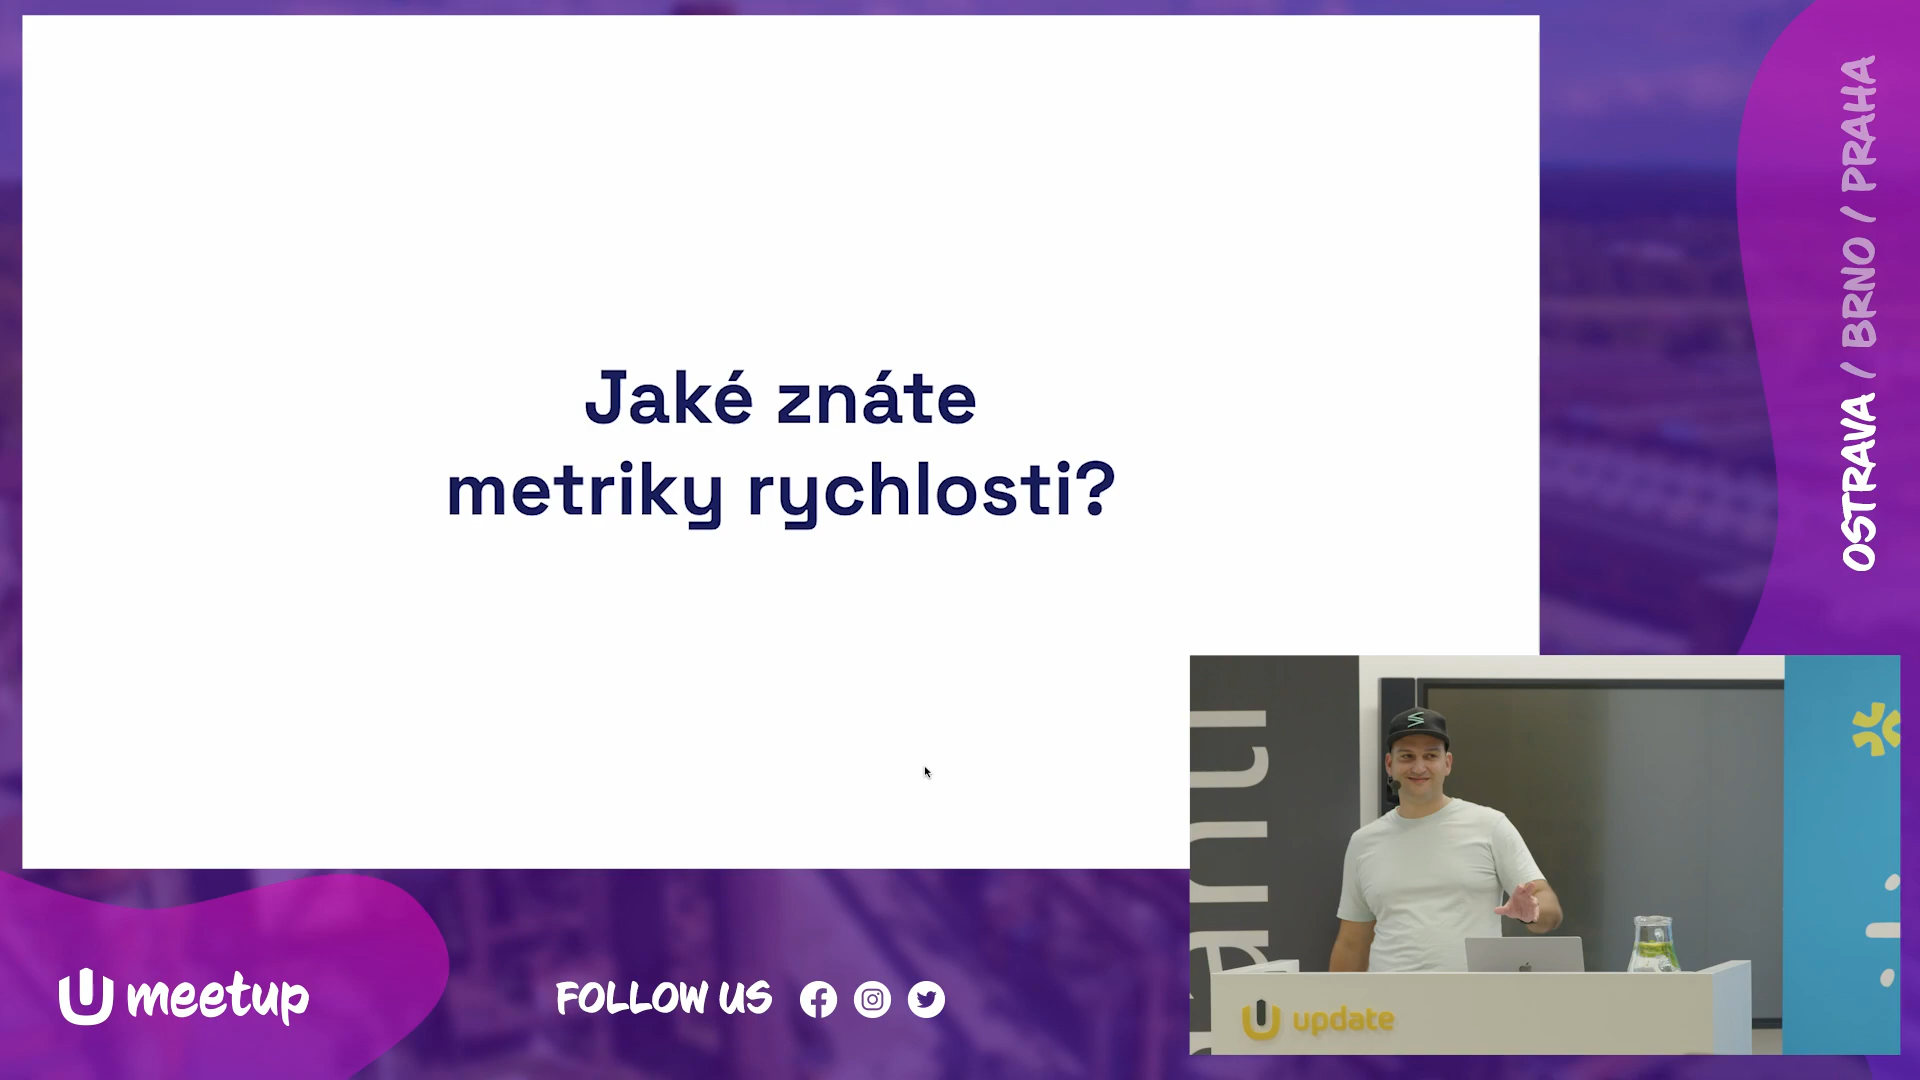 Jaké znáte
metriky rychlosti?
OSTRAVA / BRNO / PRAHA
meetup
FOLLOW US
update